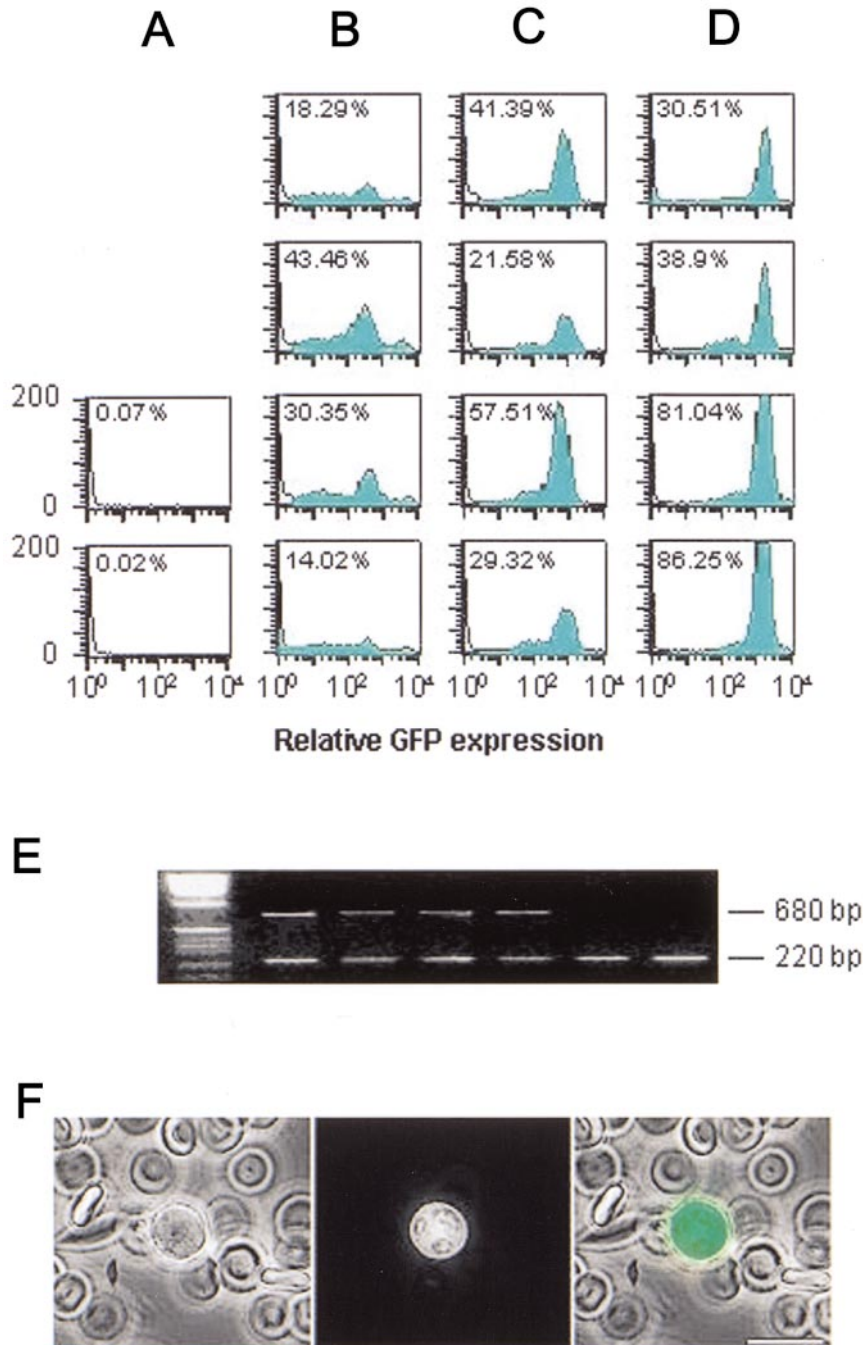 A B C D
18.29% 41.39% 30.51%
43.46% 21.58% 38.9%
200 0.07% 30.35% 57.51% 81.04%
0
200 0.02% 14.02% 29.32% 86.25%
0
10⁰ 10² 10⁴ 10⁰ 10² 10⁴ 10⁰ 10² 10⁴ 10⁰ 10² 10⁴
Relative GFP expression
E
680 bp
220 bp
F